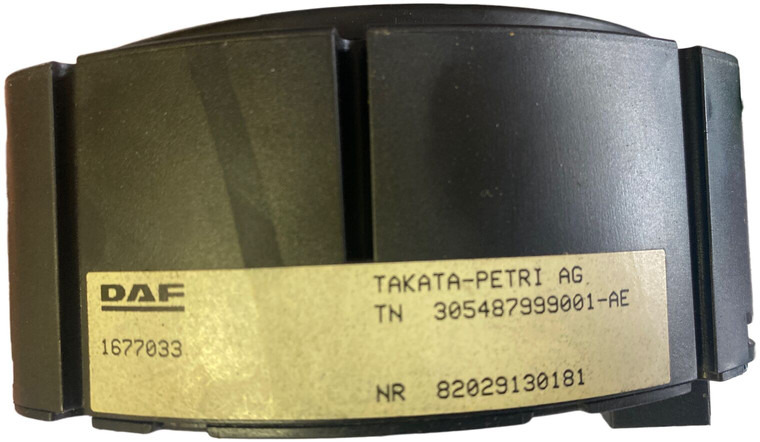 DAF
1677033
TAKATA-PETRI AG
TN 305487999001-AE
NR 82029130181